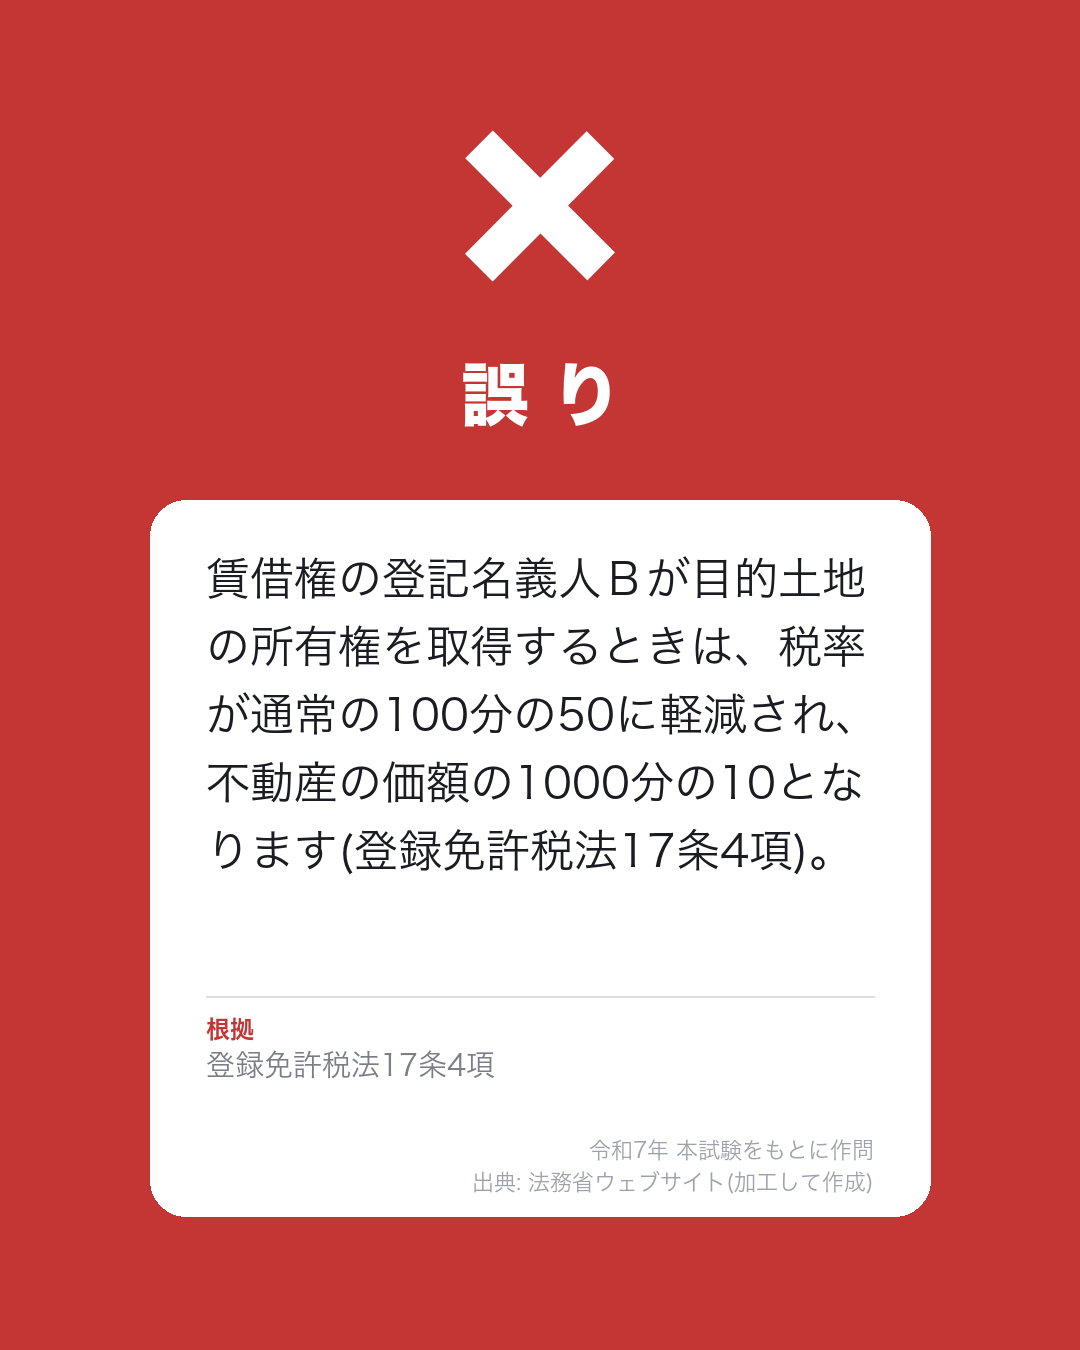 誤り
賃借権の登記名義人Ｂが目的土地
の所有権を取得するときは、税率
が通常の100分の50に軽減され、
不動産の価額の1000分の10とな
ります(登録免許税法17条4項)。
根拠
登録免許税法17条4項
令和7年 本試験をもとに作問
出典: 法務省ウェブサイト(加工して作成)